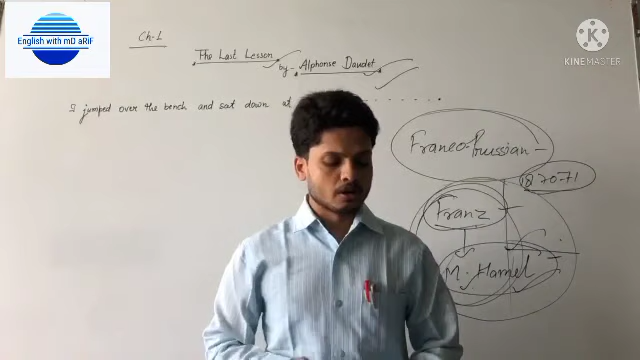 English with mD aRiF
KINEMASTER
Ch-1
The Last Lesson
by- Alphonse Daudet
I jumped over the bench and sat down at
Franco-Prussian-
1870-71
Franz
M. Hamel